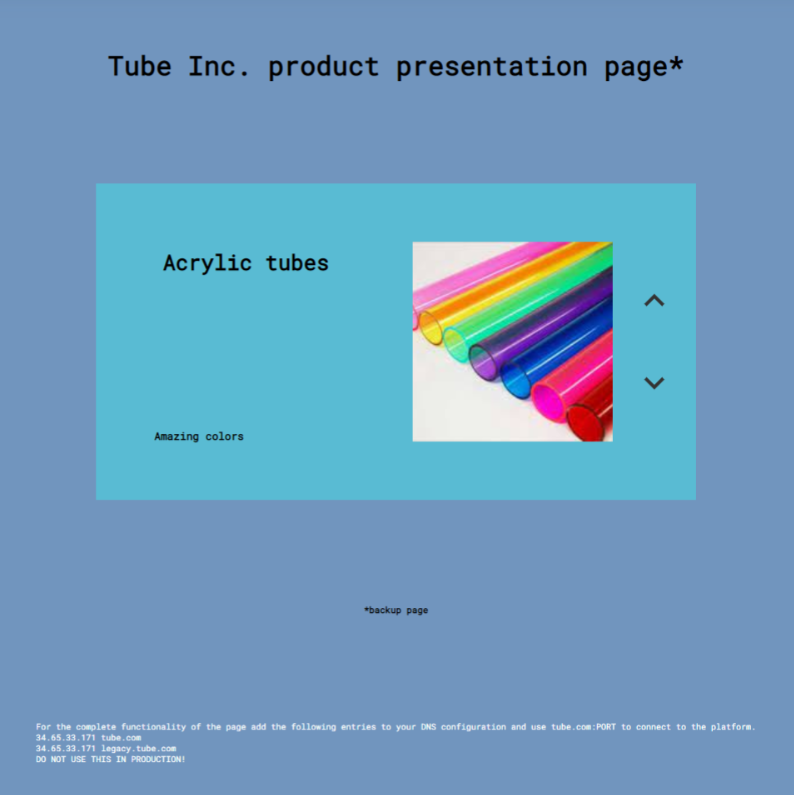 Tube Inc. product presentation page*
Acrylic tubes
Amazing colors
*backup page
For the complete functionality of the page add the following entries to your DNS configuration and use tube.com:PORT to connect to the platform.
34.65.33.171 tube.com
34.65.33.171 legacy.tube.com
DO NOT USE THIS IN PRODUCTION!